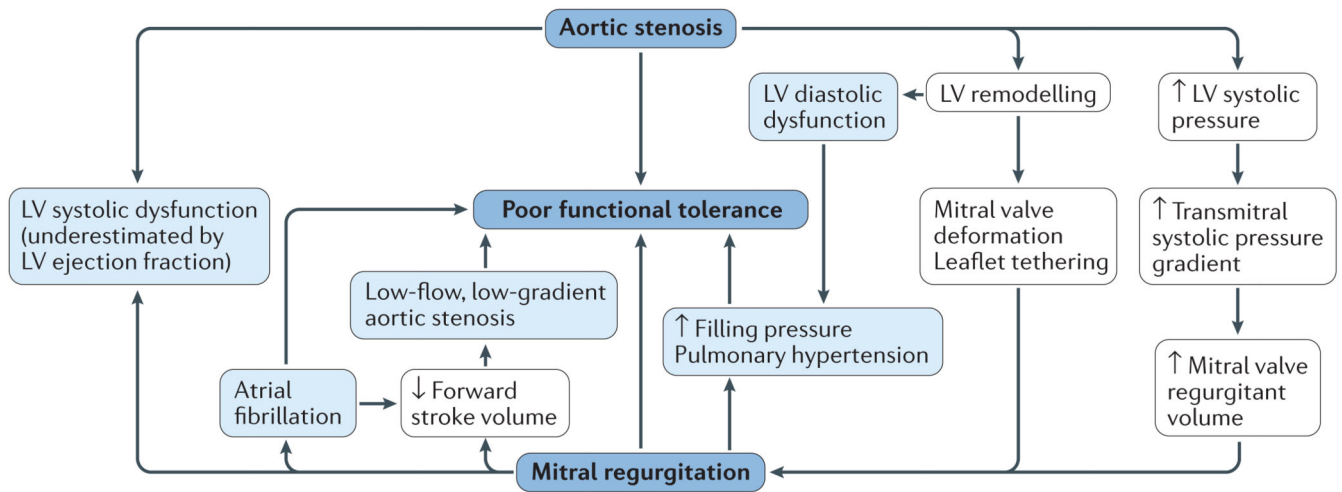 Aortic stenosis
LV diastolic
dysfunction
LV remodelling
↑ LV systolic
pressure
LV systolic dysfunction
(underestimated by
LV ejection fraction)
Poor functional tolerance
Mitral valve
deformation
Leaflet tethering
↑ Transmitral
systolic pressure
gradient
Low-flow, low-gradient
aortic stenosis
↑ Filling pressure
Pulmonary hypertension
Atrial
fibrillation
↓ Forward
stroke volume
↑ Mitral valve
regurgitant
volume
Mitral regurgitation